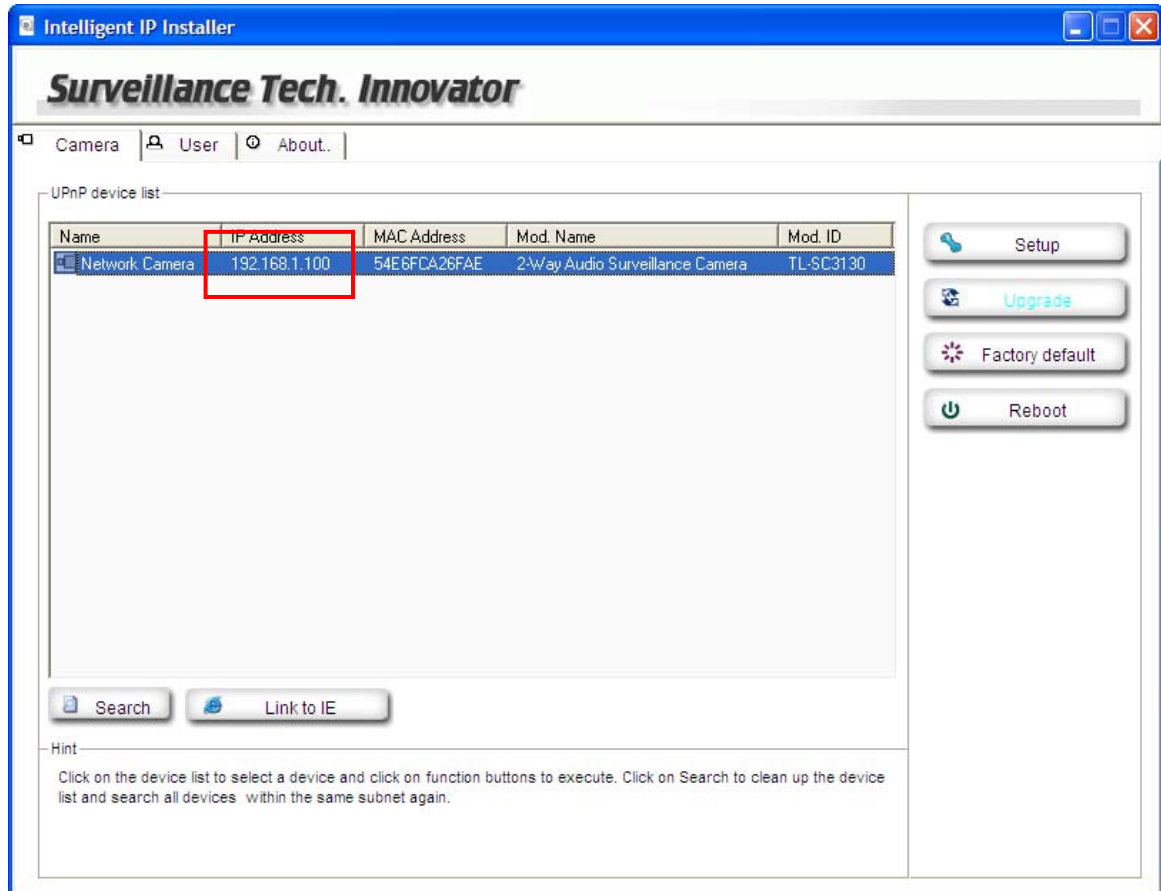 Intelligent IP Installer
Surveillance Tech. Innovator
Camera User About..
UPnP device list
Name IP Address MAC Address Mod. Name Mod. ID
Network Camera 192.168.1.100 54E6FCA26FAE 2-Way Audio Surveillance Camera TL-SC3130
Setup
Upgrade
Factory default
Reboot
Search Link to IE
Hint
Click on the device list to select a device and click on function buttons to execute. Click on Search to clean up the device
list and search all devices within the same subnet again.